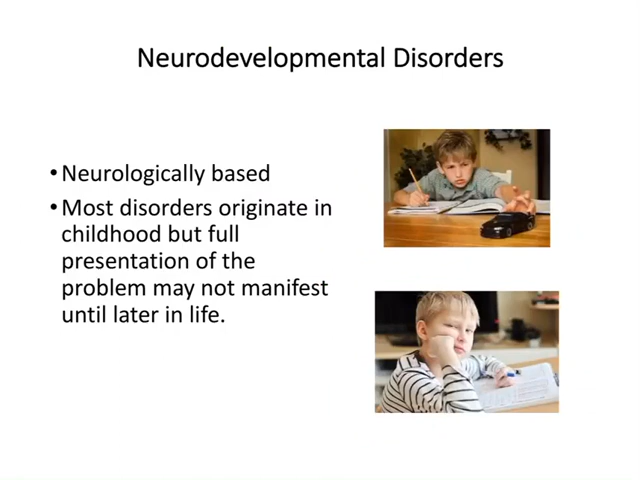 Neurodevelopmental Disorders
• Neurologically based
• Most disorders originate in
childhood but full
presentation of the
problem may not manifest
until later in life.